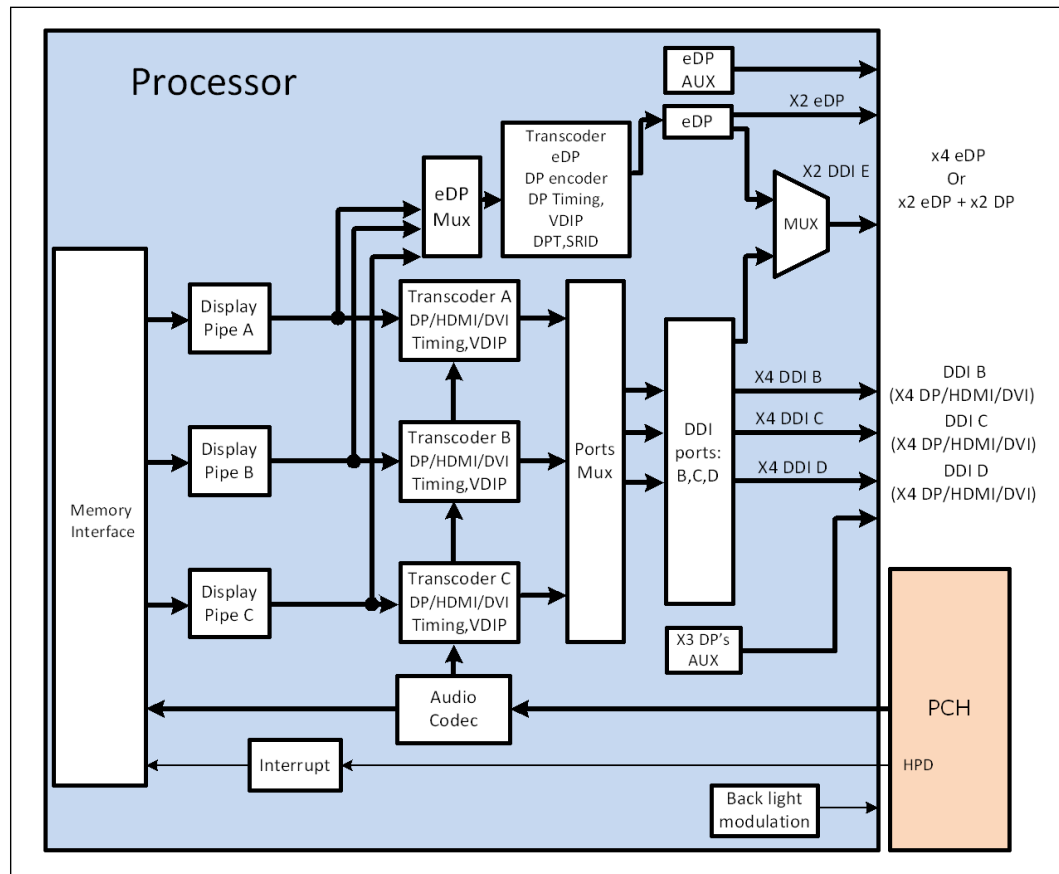 Processor
eDP
AUX
X2 eDP
eDP
Transcoder
eDP
DP encoder
DP Timing,
VDIP
DPT,SRID
eDP
Mux
X2 DDI E
MUX
x4 eDP
Or
x2 eDP + x2 DP
Memory
Interface
Display
Pipe A
Transcoder A
DP/HDMI/DVI
Timing,VDIP
Display
Pipe B
Transcoder B
DP/HDMI/DVI
Timing,VDIP
Display
Pipe C
Transcoder C
DP/HDMI/DVI
Timing,VDIP
Ports
Mux
DDI
ports:
B,C,D
X4 DDI B
X4 DDI C
X4 DDI D
DDI B
(X4 DP/HDMI/DVI)
DDI C
(X4 DP/HDMI/DVI)
DDI D
(X4 DP/HDMI/DVI)
X3 DP's
AUX
Audio
Codec
PCH
Interrupt
HPD
Back light
modulation